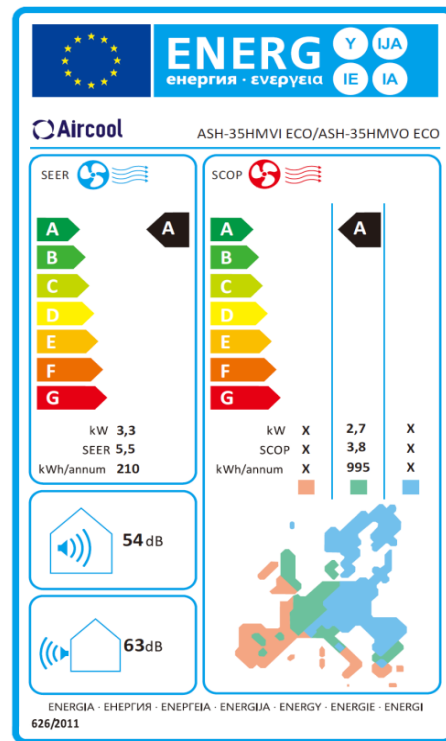 ENERG
енергия · ενεργεια
Y IJA
IE IA
Aircool
ASH-35HMVI ECO/ASH-35HMVO ECO
SEER
A
A
B
C
D
E
F
G
kW 3,3
SEER 5,5
kWh/annum 210
SCOP
A
A
B
C
D
E
F
G
kW X 2,7 X
SCOP X 3,8 X
kWh/annum X 995 X
54 dB
63dB
ENERGIA · ЕНЕРГИЯ · ΕΝΕΡΓΕΙΑ · ENERGIJA · ENERGY · ENERGIE · ENERGI
626/2011